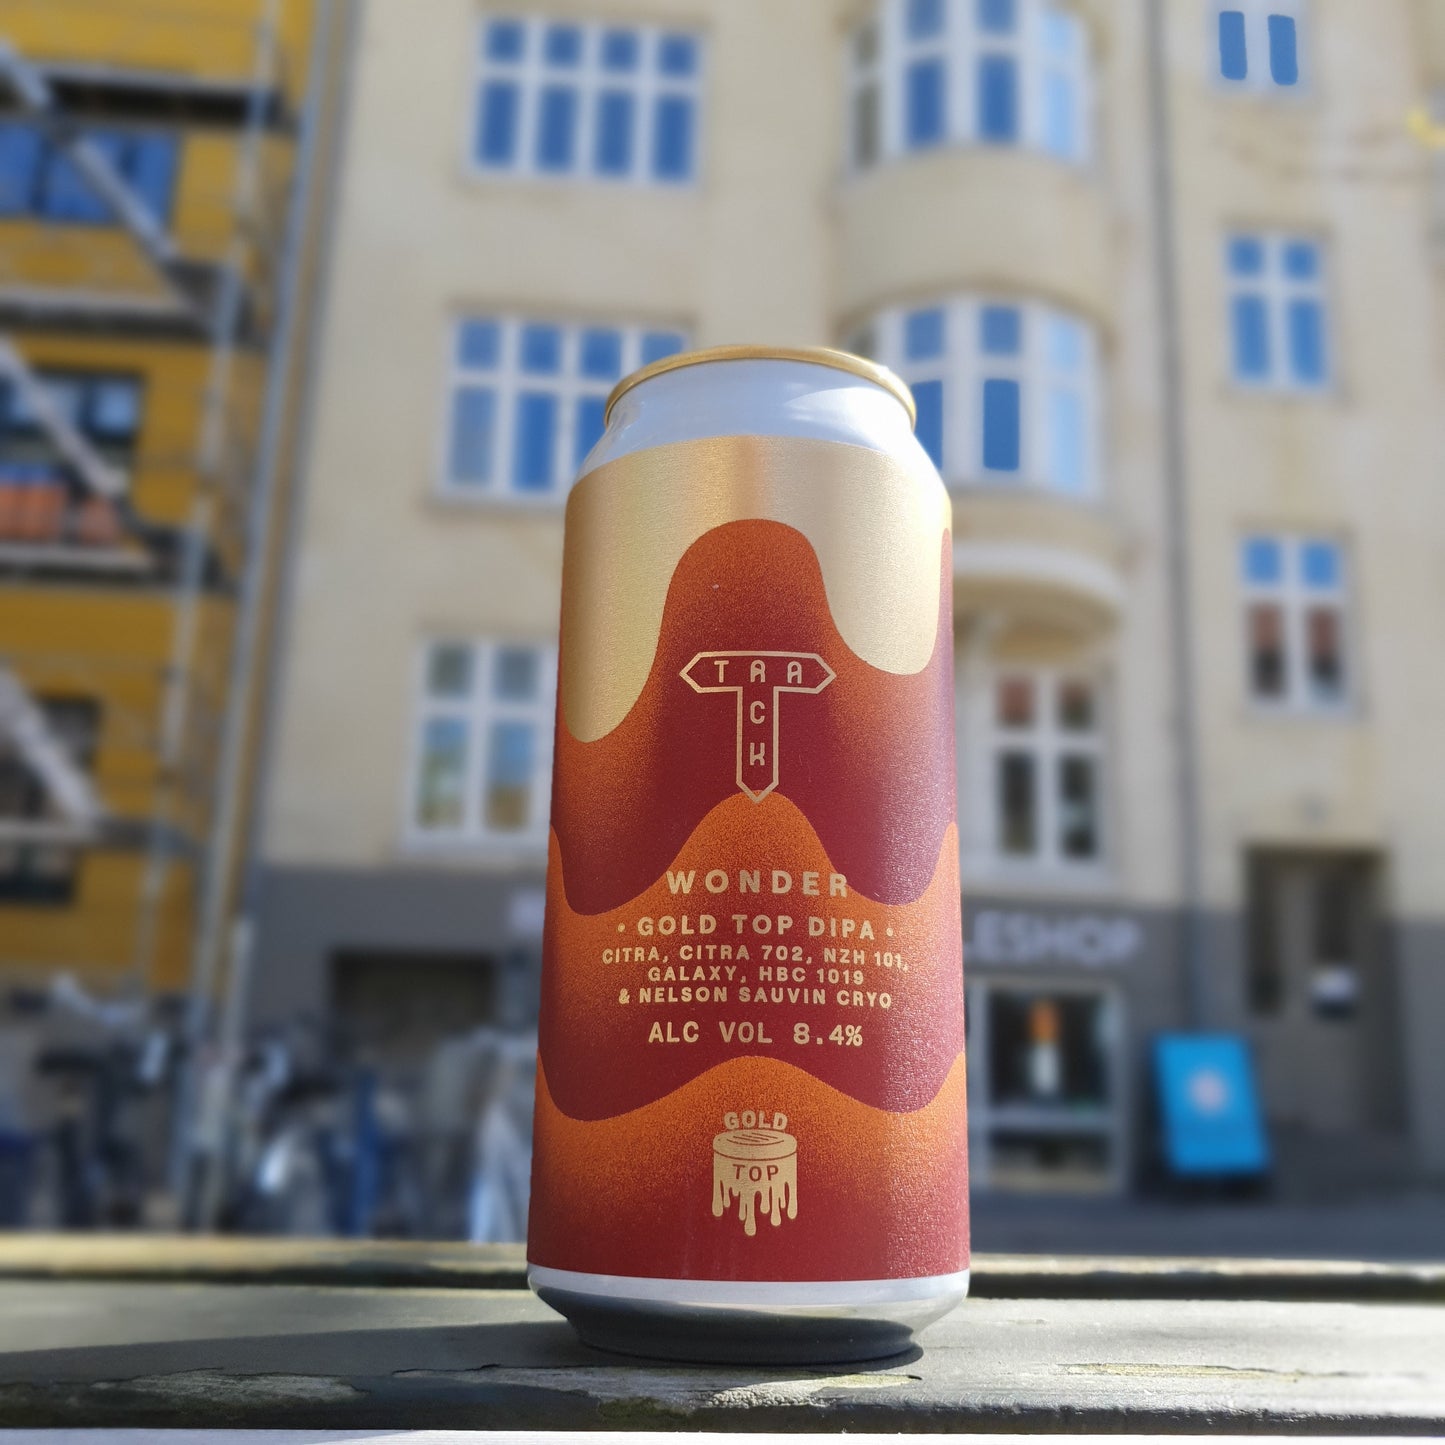 TRA
C
K
WONDER
• GOLD TOP DIPA •
CITRA, CITRA 702, NZH 101,
GALAXY, HBC 1019
& NELSON SAUVIN CRYO
ALC VOL 8.4%
GOLD
TOP